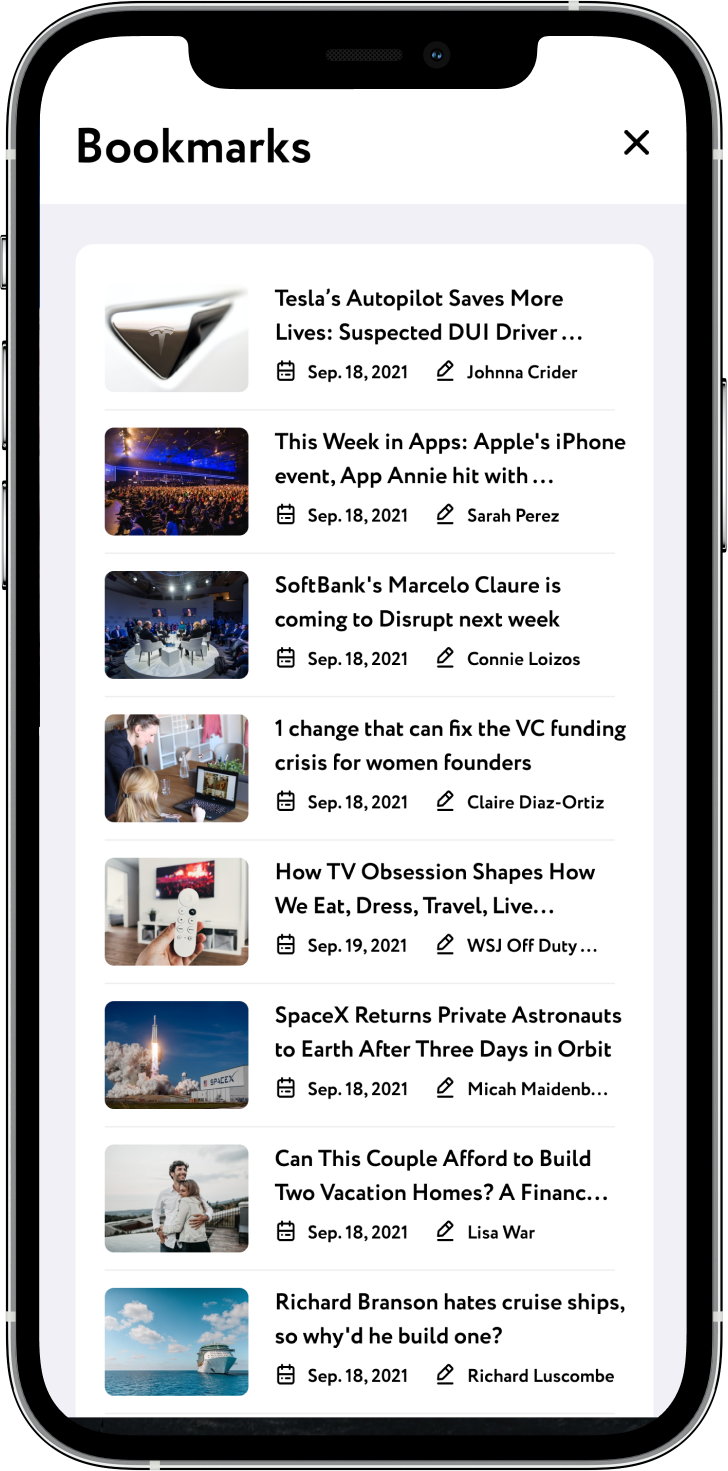 Bookmarks
Tesla’s Autopilot Saves More
Lives: Suspected DUI Driver...
Sep. 18, 2021 Johnna Crider
This Week in Apps: Apple's iPhone
event, App Annie hit with...
Sep. 18, 2021 Sarah Perez
SoftBank's Marcelo Claure is
coming to Disrupt next week
Sep. 18, 2021 Connie Loizos
1 change that can fix the VC funding
crisis for women founders
Sep. 18, 2021 Claire Diaz-Ortiz
How TV Obsession Shapes How
We Eat, Dress, Travel, Live...
Sep. 19, 2021 WSJ Off Duty...
SPACEX
SpaceX Returns Private Astronauts
to Earth After Three Days in Orbit
Sep. 18, 2021 Micah Maidenb...
Can This Couple Afford to Build
Two Vacation Homes? A Financ...
Sep. 18, 2021 Lisa War
Richard Branson hates cruise ships,
so why'd he build one?
Sep. 18, 2021 Richard Luscombe